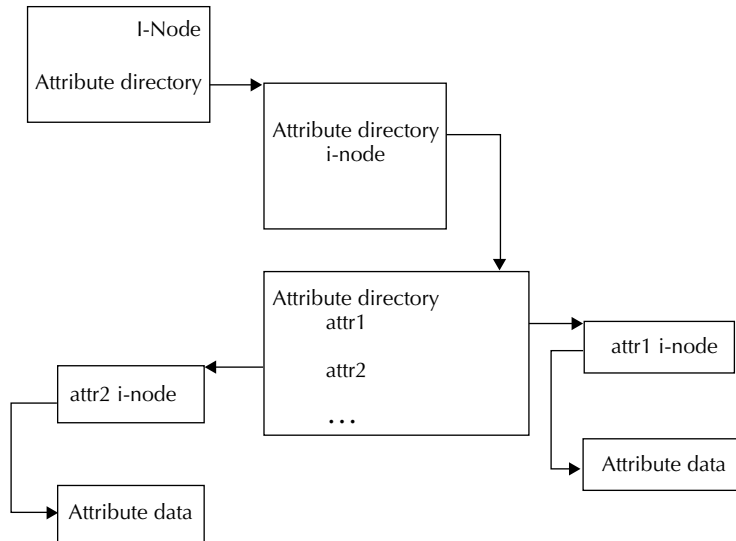 I-Node
Attribute directory
Attribute directory
i-node
Attribute directory
attr1
attr2
...
attr1 i-node
Attribute data
attr2 i-node
Attribute data